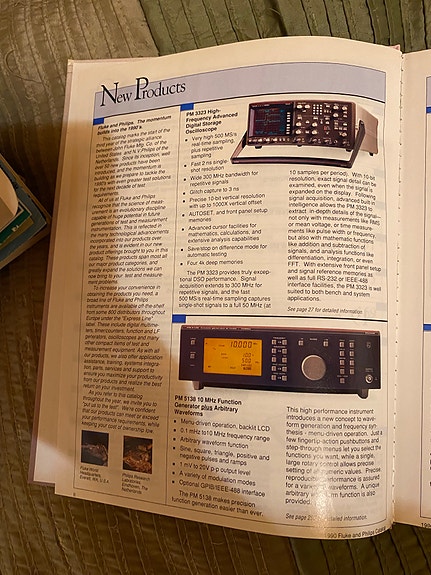 New Products
Fluke and Philips. The momentum
builds into the 1990's
This catalog marks the start of the
third year of the strategic alliance
between John Fluke Mfg. Co. of the
United States, and N.V. Philips of the
Netherlands. Since its inception, well
over 50 new products have been
introduced, and the momentum is
building as we prepare to tackle the
1990's with even greater test solutions
for the next decade of test
requirements.
All of us at Fluke and Philips
recognize that the science of meas-
urement is an evolutionary discipline
capable of huge potential in future
generations of test and measurement
instrumentation. This is reflected in
the many technological advancements
incorporated into our products over
the years, and is evident in our new
product offerings brought to you in this
catalog. These products span most all
our major product categories, and
greatly expand the solutions we can
now bring to your test and measure-
ment problems.
To increase your convenience in
obtaining the products you need, a
broad line of Fluke and Philips
instruments are available off-the-shelf
from some 800 distributors throughout
Europe under the "Express Line"
label. These include digital multime-
ters, timer/counters, function and LF
generators, oscilloscopes and many
other compact items of test and
measurement equipment. As with all
our products, we also offer application
assistance, training, systems integra-
tion, parts, services and support to
ensure you maximize your productivity
from our products and realize the best
return on your investment.
As you refer to this catalog
throughout the year, we invite you to
"put us to the test". We're confident
that our products will meet or exceed
your performance requirements, while
keeping your cost of ownership low.
Fluke World
Headquarters,
Everett, WA, U.S.A.
Philips Research
Laboratories
Eindhoven, The
Netherlands
PM 3323 High-
Frequency Advanced
Digital Storage
Oscilloscope
• Very high 500 MS/s
real-time sampling,
plus repetitive
sampling
• Fast 2 ns single-
shot resolution
• Wide 300 MHz bandwidth for
repetitive signals
• Glitch capture to 3 ns
• Precise 10-bit vertical resolution
with up to 1000X vertical offset
• AUTOSET, and front panel setup
memories
• Advanced cursor facilities for
mathematics, calculations, and
extensive analysis capabilities
• Save/stop on difference mode for
automatic testing
• Four 4k deep memories
The PM 3323 provides truly exceptional
DSO performance. Signal
acquisition extends to 300 MHz for
repetitive signals, and the fast
500 MS/s real-time sampling captures
single-shot signals to a full 50 MHz (at
10 samples per period). With 10-bit
resolution, exact signal detail can be
examined, even when the signal is
expanded on the display. Following
signal acquisition, advanced built-in
intelligence allows the PM 3323 to
extract in-depth details of the signal—
not only with measurements like RMS
or mean voltage, or time measure-
ments like pulse width or frequency,
but also with mathematic functions
like addition and subtraction of
signals, and analysis functions like
differentiation, integration, or even
FFT. With extensive front panel setup
and signal reference memories as
well as full RS-232 or IEEE-488
interface facilities, the PM 3323 is well
suited to both bench and system
applications.
See page 27 for detailed information.
PM 5138 10 MHz Function
Generator plus Arbitrary
Waveforms
• Menu-driven operation, backlit LCD
• 0.1 mHz to 10 MHz frequency range
• Arbitrary waveform function
• Sine, square, triangle, positive and
negative pulses and ramps
• 1 mV to 20V p-p output level
• A variety of modulation modes
• Optional GPIB/IEEE-488 interface
The PM 5138 makes precision
function generation easier than ever.
This high performance instrument
introduces a new concept to wave-
form generation and frequency syn-
thesis - menu-driven operation. Just a
few fingertip-action pushbuttons and
step-through menus let you select the
functions you want, while a single,
large rotary control allows precise
setting of all numeric values. Precise,
reproducible performance is assured
for a variety of waveforms. A unique
arbitrary waveform function is also
provided.
1990 Fluke and Philips Catalog